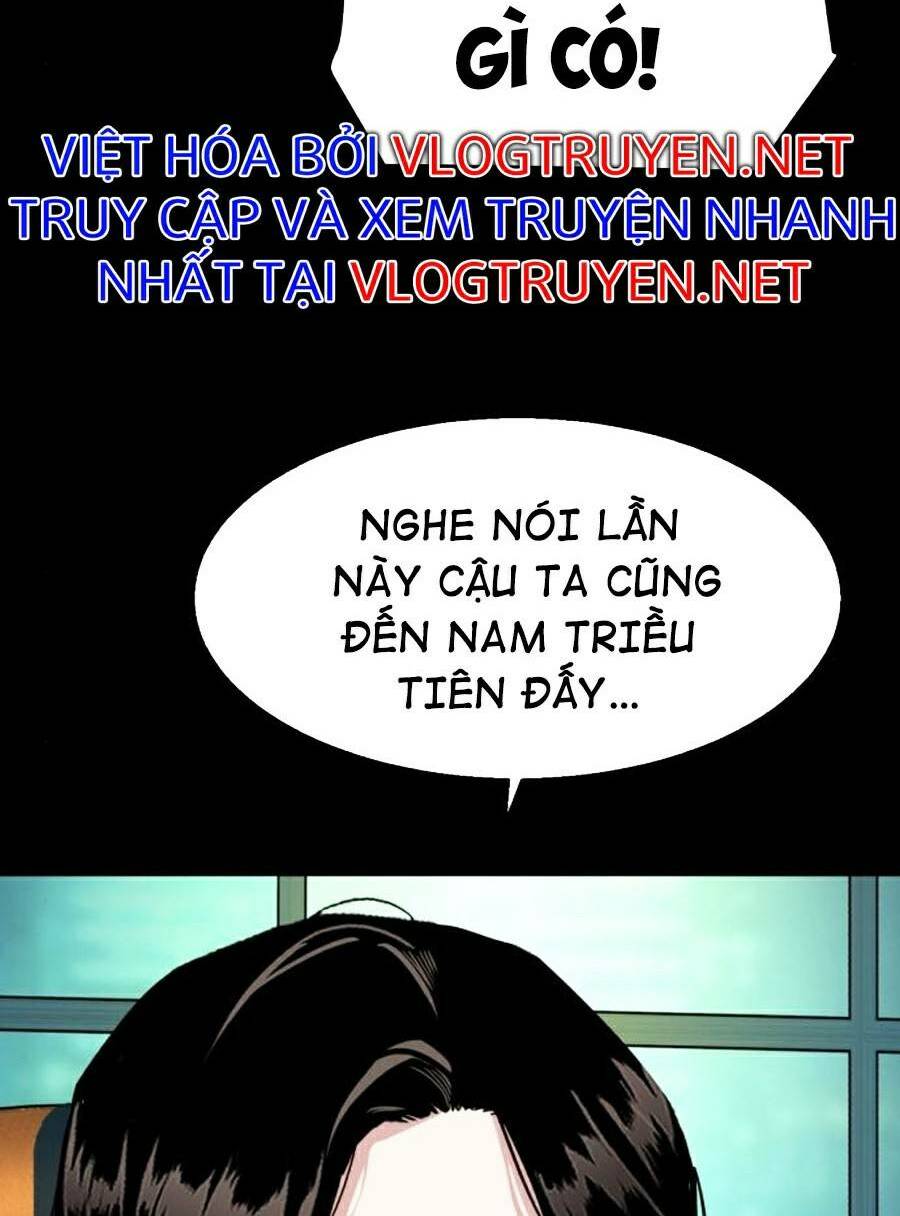 GÌ CÓ!
VIỆT HÓA BỞI VLOGTRUYEN.NET
TRUY CẬP VÀ XEM TRUYỆN NHANH
NHẤT TẠI VLOGTRUYEN.NET
NGHE NÓI LẦN
NÀY CẬU TA CŨNG
ĐẾN NAM TRIỀU
TIÊN ĐẤY...